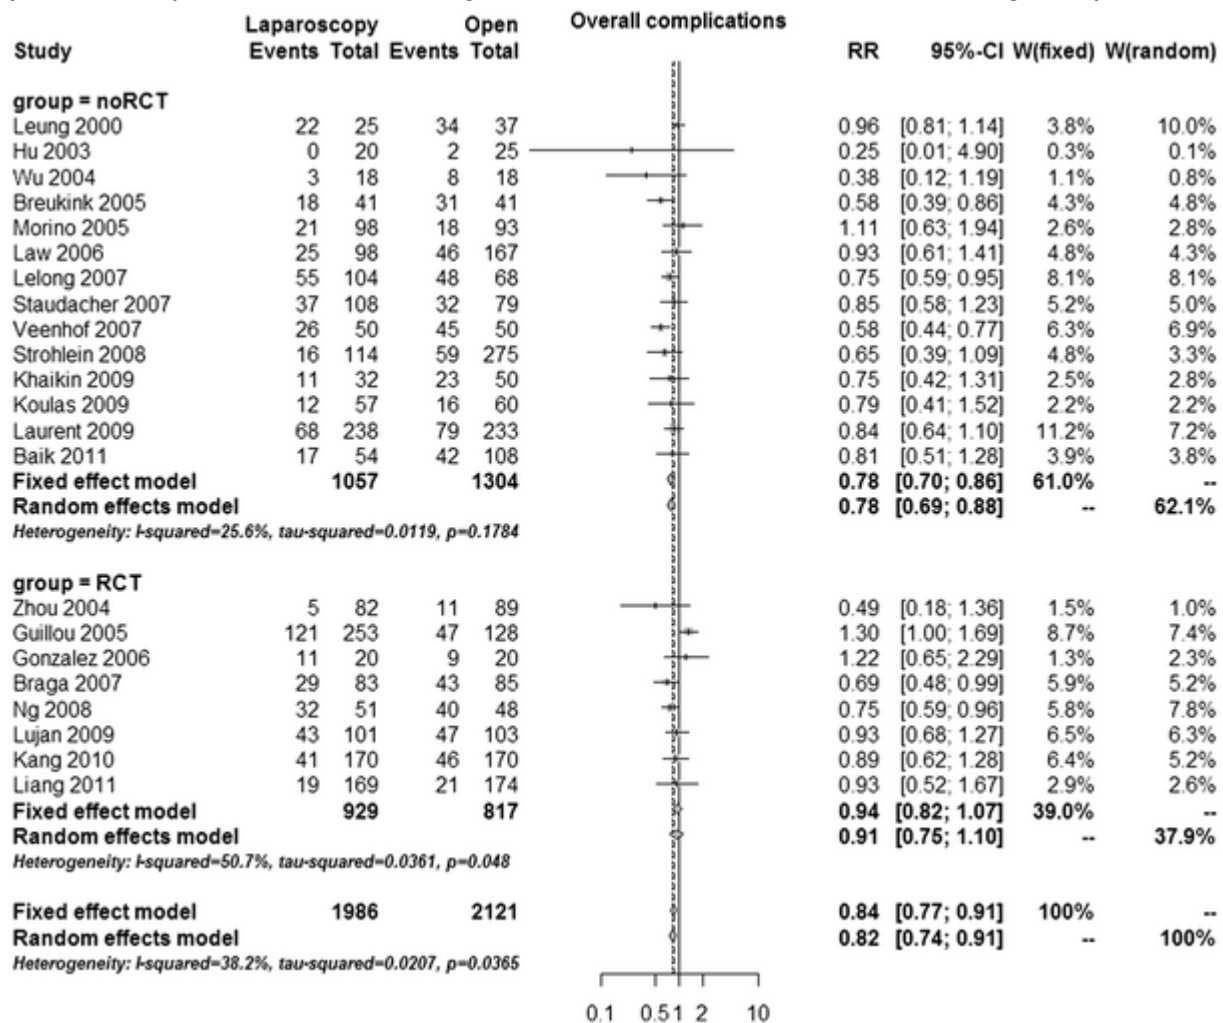 Laparoscopy Open Overall complications
Study Events Total Events Total RR 95%-CI W(fixed) W(random)
group = noRCT
Leung 2000 22 25 34 37 0.96 [0.81; 1.14] 3.8% 10.0%
Hu 2003 0 20 2 25 0.25 [0.01; 4.90] 0.3% 0.1%
Wu 2004 3 18 8 18 0.38 [0.12; 1.19] 1.1% 0.8%
Breukink 2005 18 41 31 41 0.58 [0.39; 0.86] 4.3% 4.8%
Morino 2005 21 98 18 93 1.11 [0.63; 1.94] 2.6% 2.8%
Law 2006 25 98 46 167 0.93 [0.61; 1.41] 4.8% 4.3%
Lelong 2007 55 104 48 68 0.75 [0.59; 0.95] 8.1% 8.1%
Staudacher 2007 37 108 32 79 0.85 [0.58; 1.23] 5.2% 5.0%
Veenhof 2007 26 50 45 50 0.58 [0.44; 0.77] 6.3% 6.9%
Strohlein 2008 16 114 59 275 0.65 [0.39; 1.09] 4.8% 3.3%
Khaikin 2009 11 32 23 50 0.75 [0.42; 1.31] 2.5% 2.8%
Koulas 2009 12 57 16 60 0.79 [0.41; 1.52] 2.2% 2.2%
Laurent 2009 68 238 79 233 0.84 [0.64; 1.10] 11.2% 7.2%
Baik 2011 17 54 42 108 0.81 [0.51; 1.28] 3.9% 3.8%
Fixed effect model 1057 1304 0.78 [0.70; 0.86] 61.0% --
Random effects model 0.78 [0.69; 0.88] -- 62.1%
Heterogeneity: I-squared=25.6%, tau-squared=0.0119, p=0.1784
group = RCT
Zhou 2004 5 82 11 89 0.49 [0.18; 1.36] 1.5% 1.0%
Guillou 2005 121 253 47 128 1.30 [1.00; 1.69] 8.7% 7.4%
Gonzalez 2006 11 20 9 20 1.22 [0.65; 2.29] 1.3% 2.3%
Braga 2007 29 83 43 85 0.69 [0.48; 0.99] 5.9% 5.2%
Ng 2008 32 51 40 48 0.75 [0.59; 0.96] 5.8% 7.8%
Lujan 2009 43 101 47 103 0.93 [0.68; 1.27] 6.5% 6.3%
Kang 2010 41 170 46 170 0.89 [0.62; 1.28] 6.4% 5.2%
Liang 2011 19 169 21 174 0.93 [0.52; 1.67] 2.9% 2.6%
Fixed effect model 929 817 0.94 [0.82; 1.07] 39.0% --
Random effects model 0.91 [0.75; 1.10] -- 37.9%
Heterogeneity: I-squared=50.7%, tau-squared=0.0361, p=0.048
Fixed effect model 1986 2121 0.84 [0.77; 0.91] 100% --
Random effects model 0.82 [0.74; 0.91] -- 100%
Heterogeneity: I-squared=38.2%, tau-squared=0.0207, p=0.0365
0.1 0.5 1 2 10